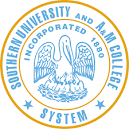 SOUTHERN UNIVERSITY AND A&M COLLEGE
SYSTEM
INCORPORATED 1880